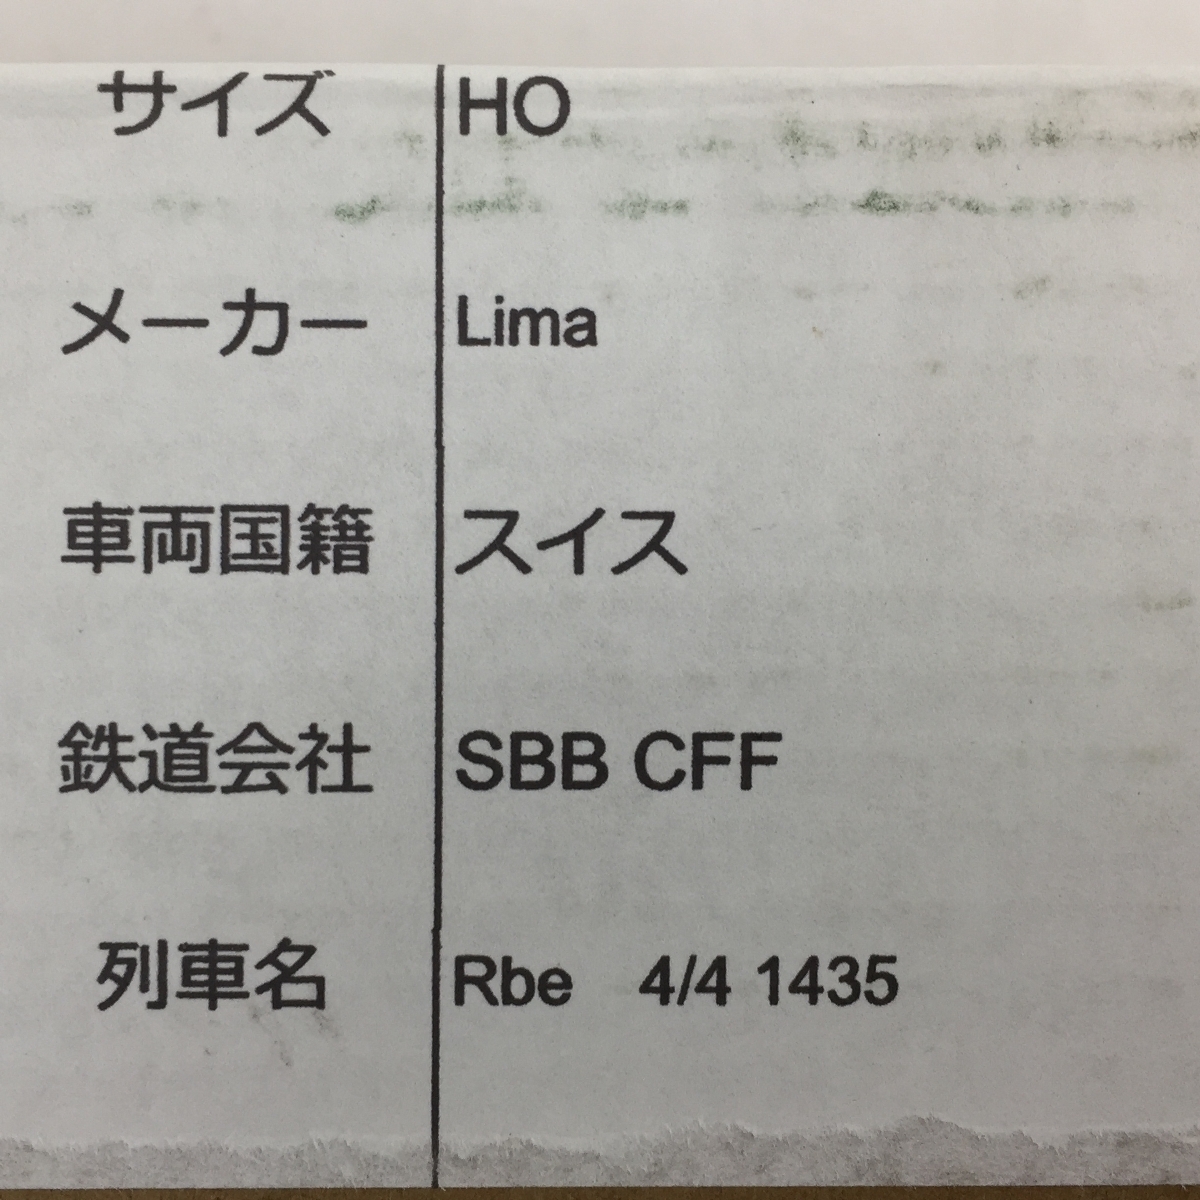 サイズ HO
メーカー Lima
車両国籍 スイス
鉄道会社 SBB CFF
列車名 Rbe　4/4 1435